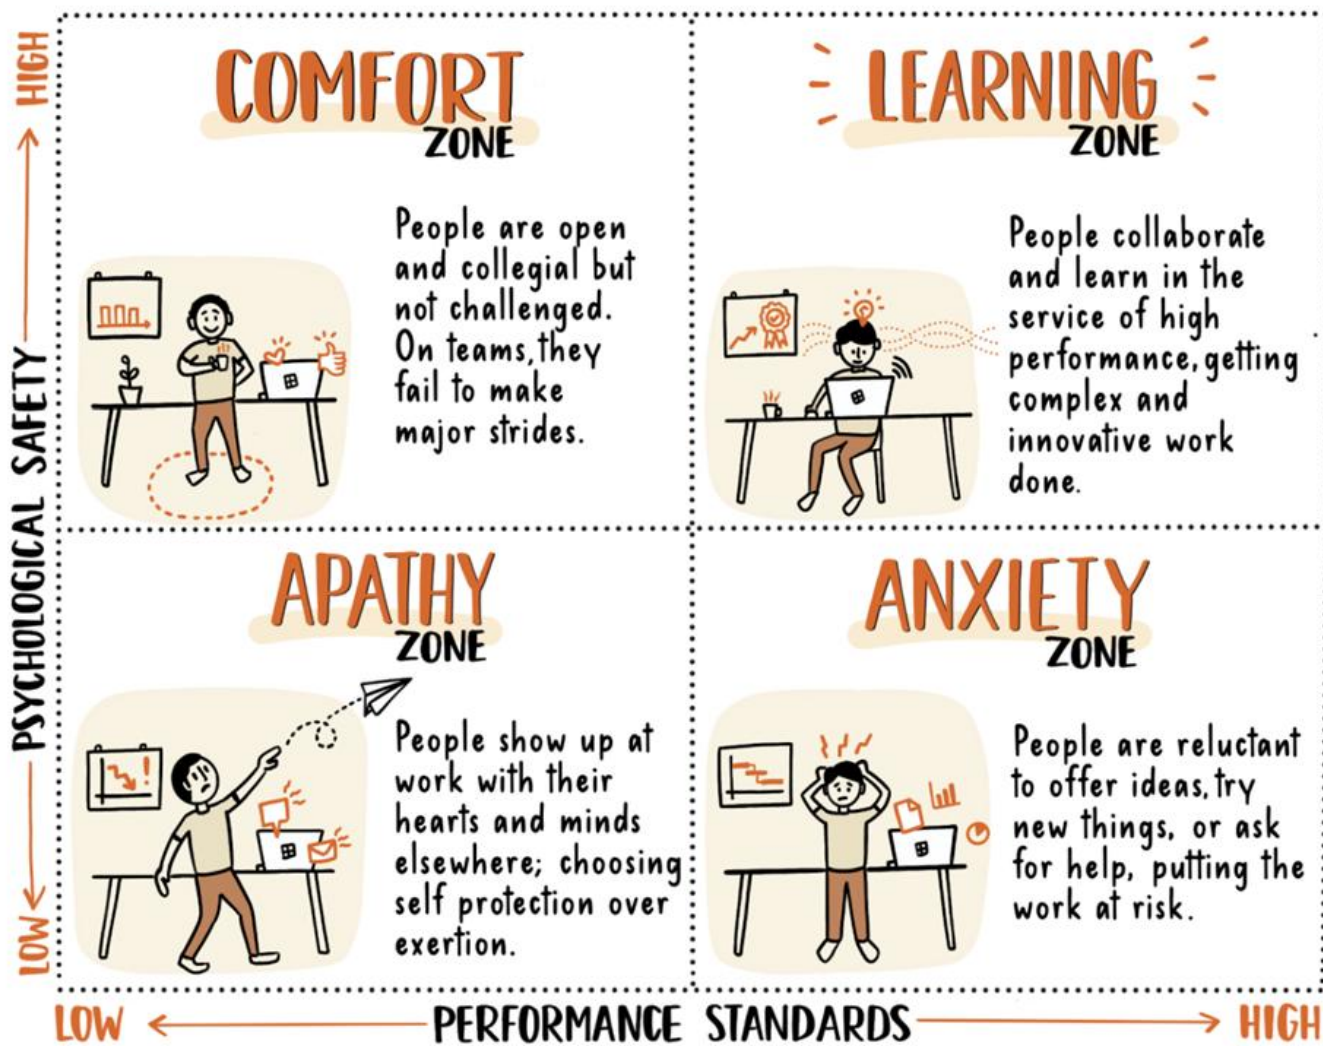 HIGH
PSYCHOLOGICAL SAFETY
LOW
COMFORT
ZONE
People are open
and collegial but
not challenged.
On teams, they
fail to make
major strides.
LEARNING
ZONE
People collaborate
and learn in the
service of high
performance, getting
complex and
innovative work
done.
APATHY
ZONE
People show up at
work with their
hearts and minds
elsewhere; choosing
self protection over
exertion.
ANXIETY
ZONE
People are reluctant
to offer ideas, try
new things, or ask
for help, putting the
work at risk.
LOW
PERFORMANCE STANDARDS
HIGH